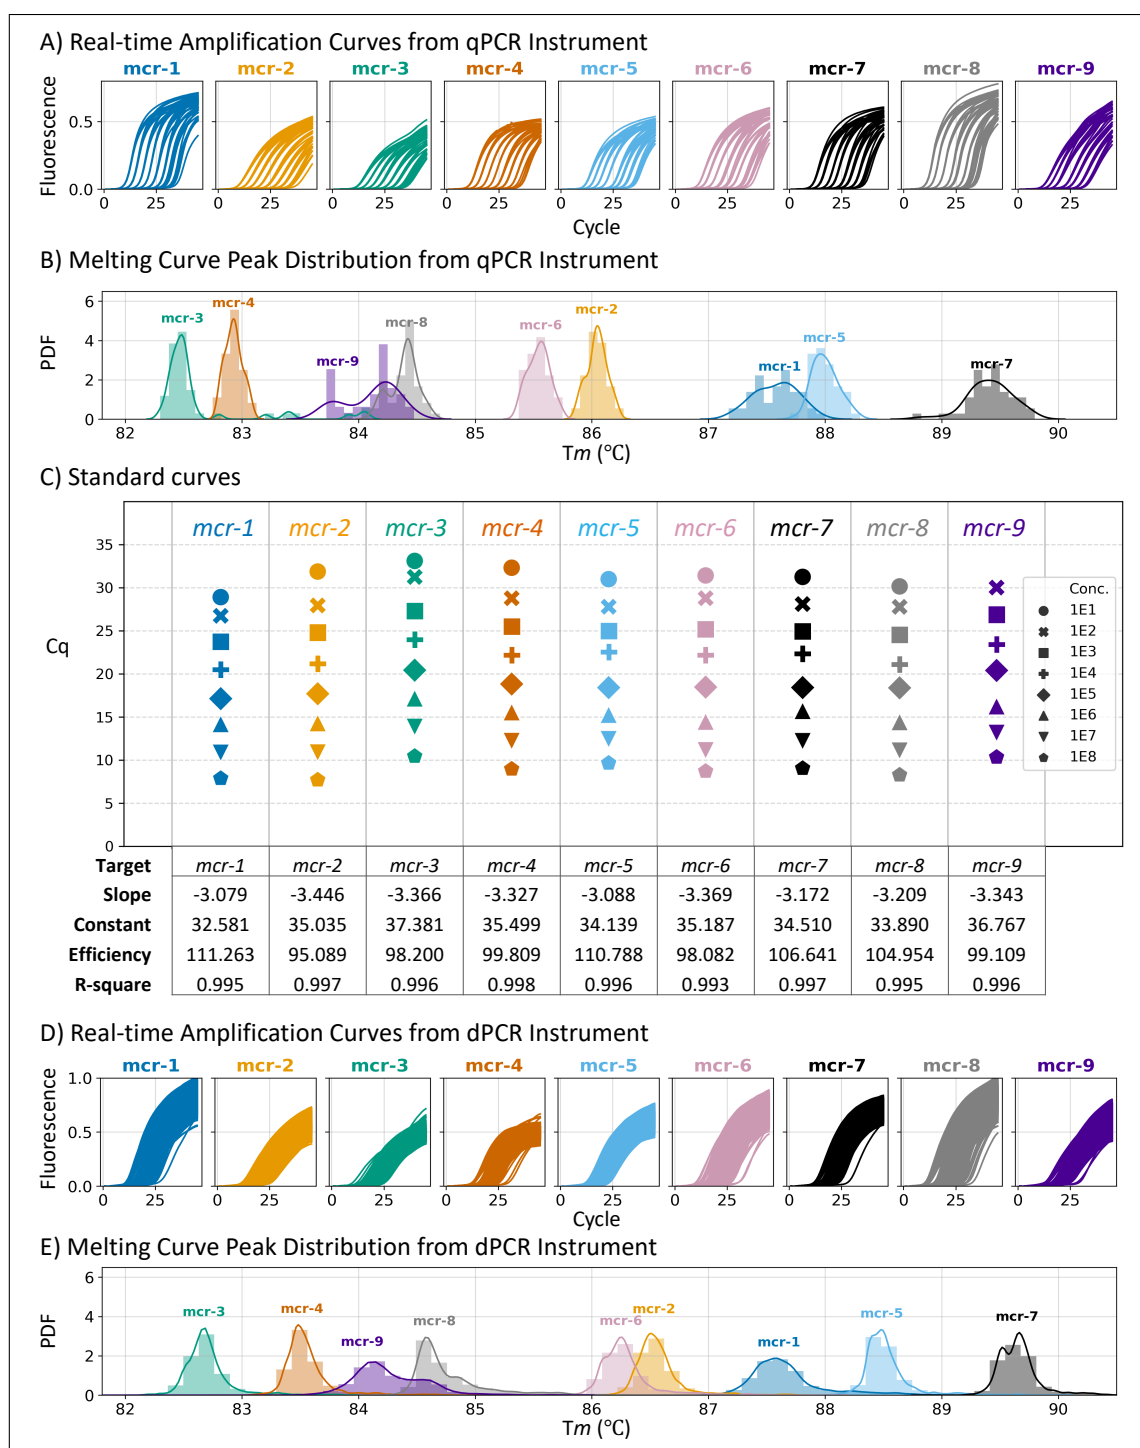 A) Real-time Amplification Curves from qPCR Instrument
mcr-1 mcr-2 mcr-3 mcr-4 mcr-5 mcr-6 mcr-7 mcr-8 mcr-9
Fluorescence
0.5
0.0
0 25 0 25 0 25 0 25 0 25 0 25 0 25 0 25 0 25
Cycle
B) Melting Curve Peak Distribution from qPCR Instrument
PDF
6
4
2
0
mcr-3 mcr-4 mcr-9 mcr-8 mcr-6 mcr-2 mcr-1 mcr-5 mcr-7
82 83 84 85 86 87 88 89 90
Tm (℃)
C) Standard curves
mcr-1 mcr-2 mcr-3 mcr-4 mcr-5 mcr-6 mcr-7 mcr-8 mcr-9
Cq
35
30
25
20
15
10
5
0
Conc.
1E1
1E2
1E3
1E4
1E5
1E6
1E7
1E8
Target mcr-1 mcr-2 mcr-3 mcr-4 mcr-5 mcr-6 mcr-7 mcr-8 mcr-9
Slope -3.079 -3.446 -3.366 -3.327 -3.088 -3.369 -3.172 -3.209 -3.343
Constant 32.581 35.035 37.381 35.499 34.139 35.187 34.510 33.890 36.767
Efficiency 111.263 95.089 98.200 99.809 110.788 98.082 106.641 104.954 99.109
R-square 0.995 0.997 0.996 0.998 0.996 0.993 0.997 0.995 0.996
D) Real-time Amplification Curves from dPCR Instrument
mcr-1 mcr-2 mcr-3 mcr-4 mcr-5 mcr-6 mcr-7 mcr-8 mcr-9
Fluorescence
1.0
0.5
0.0
0 25 0 25 0 25 0 25 0 25 0 25 0 25 0 25 0 25
Cycle
E) Melting Curve Peak Distribution from dPCR Instrument
PDF
6
4
2
0
mcr-3 mcr-4 mcr-9 mcr-8 mcr-6 mcr-2 mcr-1 mcr-5 mcr-7
82 83 84 85 86 87 88 89 90
Tm (℃)